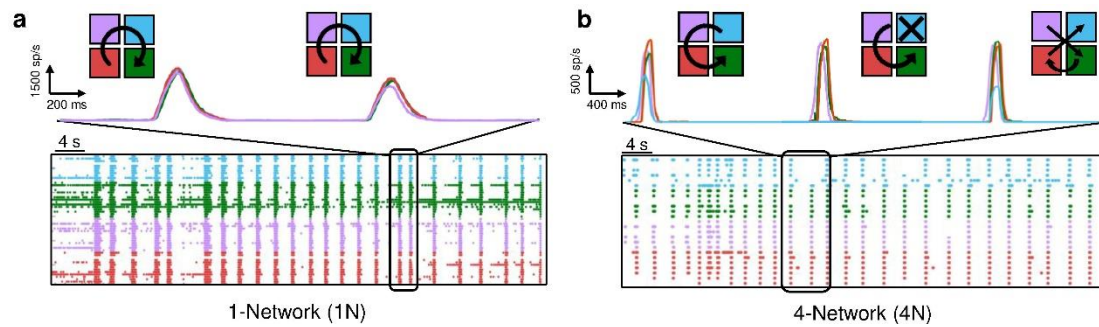 a
1500 sp/s
200 ms
4 s
1-Network (1N)
b
500 sp/s
400 ms
4 s
4-Network (4N)